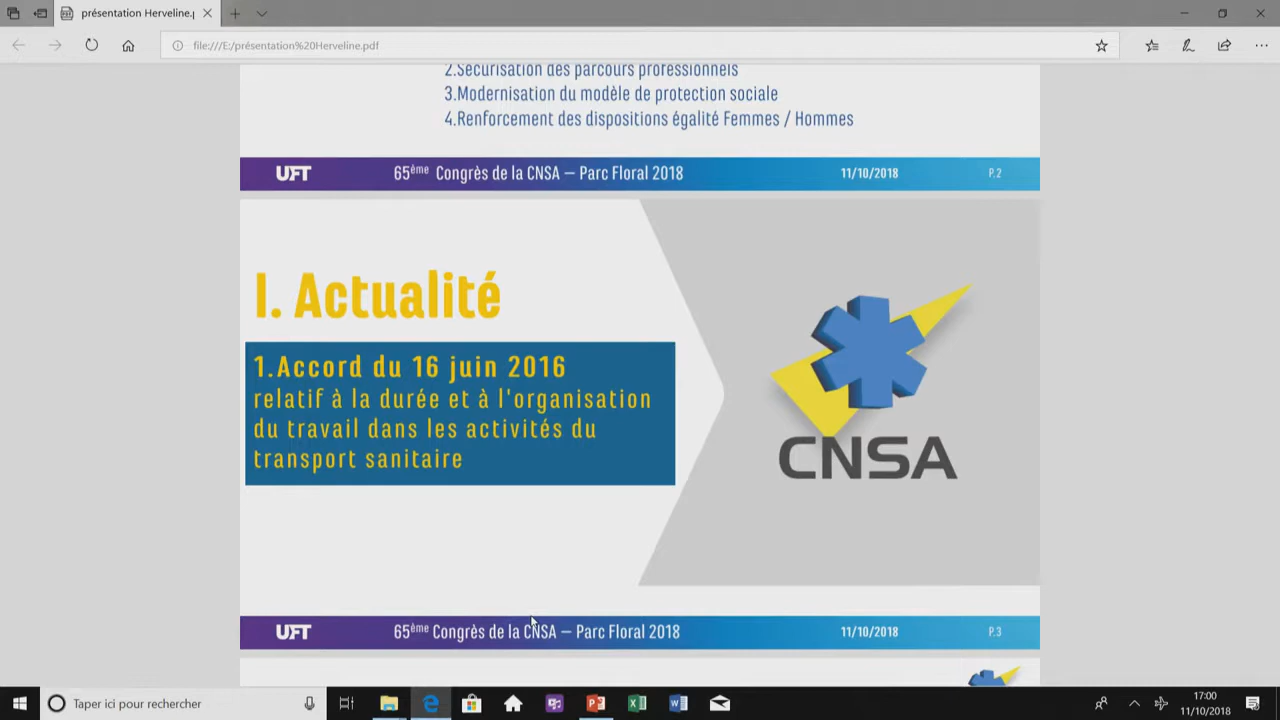 présentation Herveline.p
file:///E:/présentation%20Herveline.pdf
2.Sécurisation des parcours professionnels
3.Modernisation du modèle de protection sociale
4.Renforcement des dispositions égalité Femmes / Hommes
UFT 65ème Congrès de la CNSA – Parc Floral 2018 11/10/2018 P.2
I. Actualité
1.Accord du 16 juin 2016
relatif à la durée et à l'organisation
du travail dans les activités du
transport sanitaire
CNSA
UFT 65ème Congrès de la CNSA – Parc Floral 2018 11/10/2018 P.3
Taper ici pour rechercher
17:00
11/10/2018